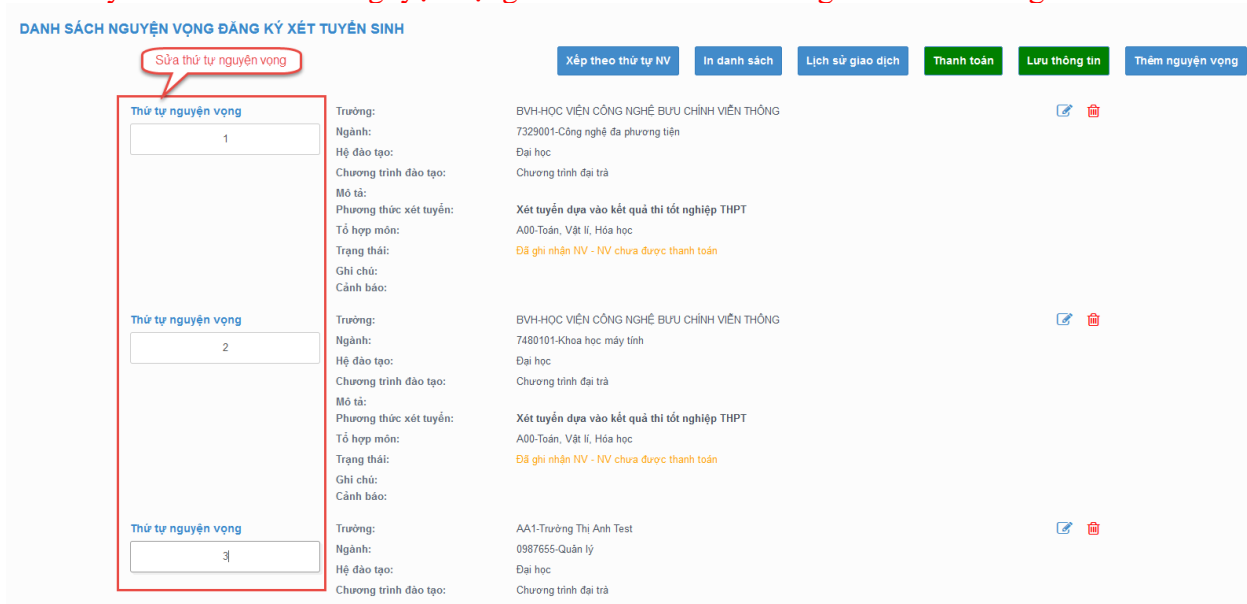 DANH SÁCH NGUYỆN VỌNG ĐĂNG KÝ XÉT TUYỂN SINH
Sửa thứ tự nguyện vọng
Xếp theo thứ tự NV In danh sách Lịch sử giao dịch Thanh toán Lưu thông tin Thêm nguyện vọng
Thứ tự nguyện vọng Trường: BVH-HỌC VIỆN CÔNG NGHỆ BƯU CHÍNH VIỄN THÔNG
1 Ngành: 7329001-Công nghệ đa phương tiện
Hệ đào tạo: Đại học
Chương trình đào tạo: Chương trình đại trà
Mô tả:
Phương thức xét tuyển: Xét tuyển dựa vào kết quả thi tốt nghiệp THPT
Tổ hợp môn: A00-Toán, Vật lí, Hóa học
Trạng thái: Đã ghi nhận NV - NV chưa được thanh toán
Ghi chú:
Cảnh báo:
Thứ tự nguyện vọng Trường: BVH-HỌC VIỆN CÔNG NGHỆ BƯU CHÍNH VIỄN THÔNG
2 Ngành: 7480101-Khoa học máy tính
Hệ đào tạo: Đại học
Chương trình đào tạo: Chương trình đại trà
Mô tả:
Phương thức xét tuyển: Xét tuyển dựa vào kết quả thi tốt nghiệp THPT
Tổ hợp môn: A00-Toán, Vật lí, Hóa học
Trạng thái: Đã ghi nhận NV - NV chưa được thanh toán
Ghi chú:
Cảnh báo:
Thứ tự nguyện vọng Trường: AA1-Trường Thị Anh Test
3 Ngành: 0987655-Quản lý
Hệ đào tạo: Đại học
Chương trình đào tạo: Chương trình đại trà